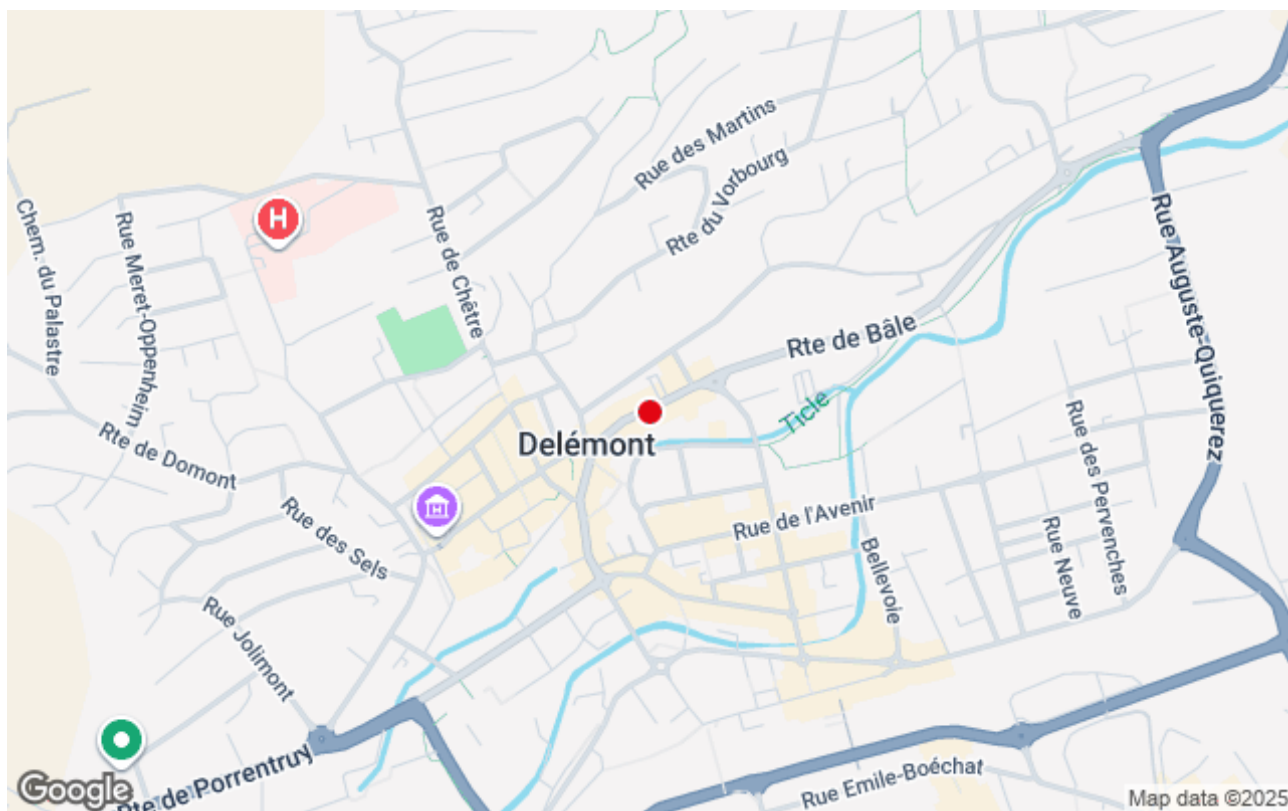 Rue des Martins
Rte du Vorbourg
Rue Auguste-Quiquerez
Chem. du Palastre
Rue Meret-Oppenheim
H
Rue de Chêtre
Rte de Bâle
Ticle
Delémont
Rte de Domont
Rue des Sels
Rue de l'Avenir
Bellevoie
Rue Neuve
Rue des Pervenches
Rue Jolimont
Rte de Porrentruy
Rue Emile-Boéchat
Google
Map data ©2025